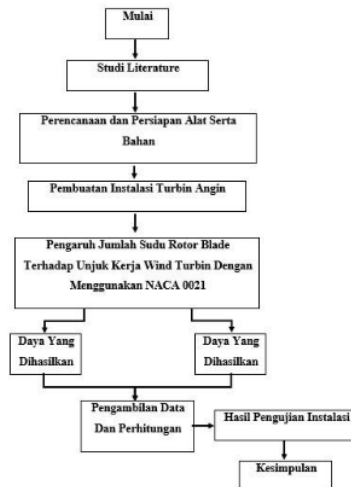 Mulai
Studi Literature
Perencanaan dan Persiapan Alat Serta
Bahan
Pembuatan Instalasi Turbin Angin
Pengaruh Jumlah Sudu Rotor Blade
Terhadap Unjuk Kerja Wind Turbin Dengan
Menggunakan NACA 0021
Daya Yang
Dihasilkan
Daya Yang
Dihasilkan
Pengambilan Data
Dan Perhitungan
Hasil Pengujian Instalasi
Kesimpulan